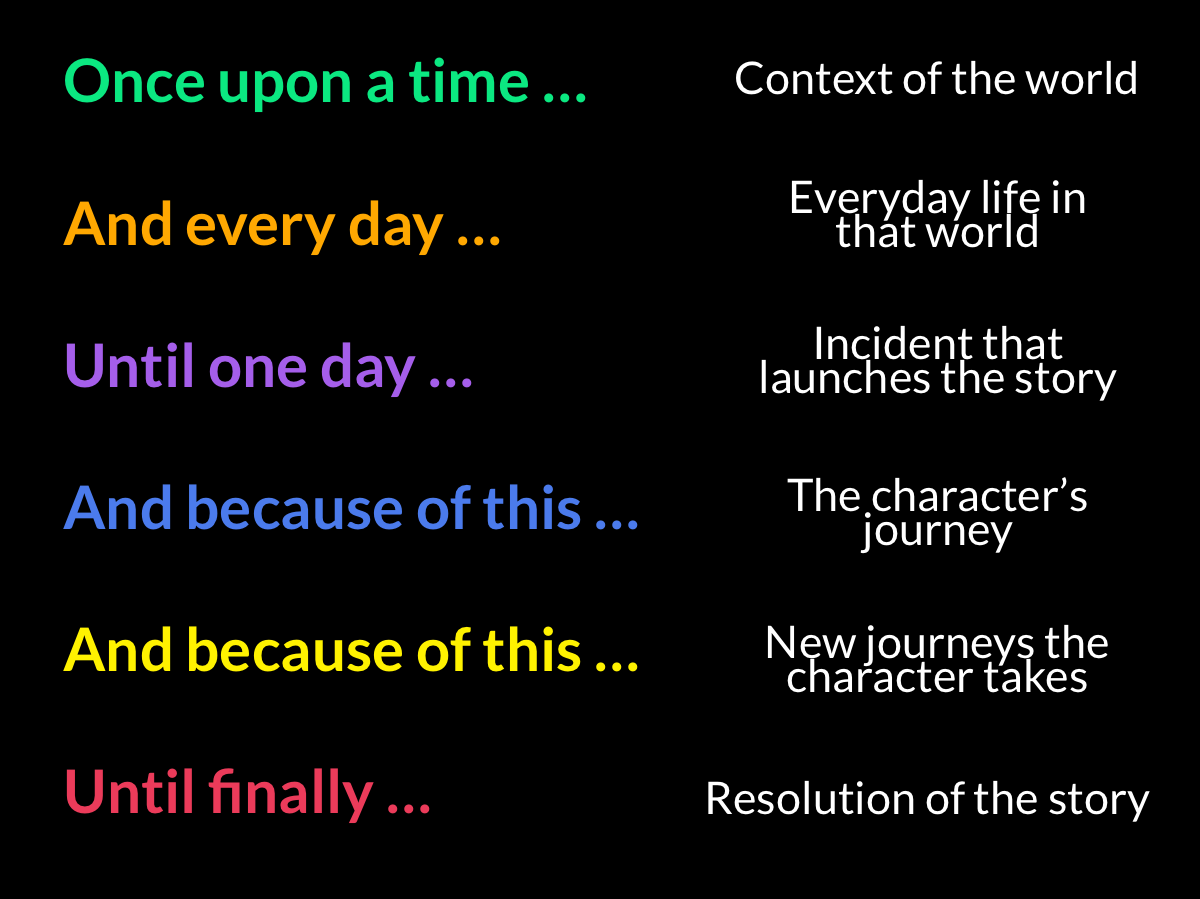 Once upon a time ...
Context of the world
And every day ...
Everyday life in
that world
Until one day ...
Incident that
launches the story
And because of this ...
The character’s
journey
And because of this ...
New journeys the
character takes
Until finally ...
Resolution of the story